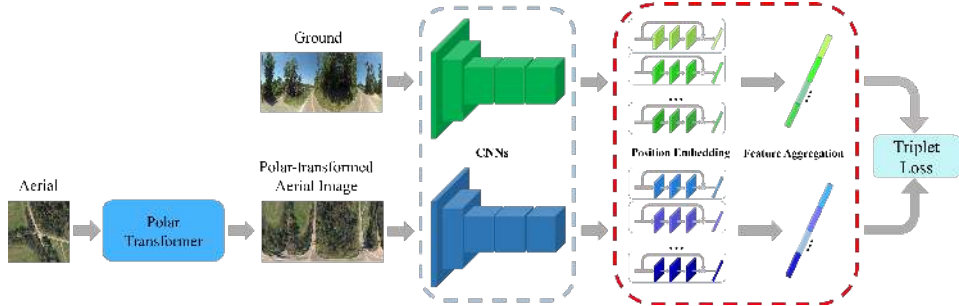 Ground
CNNs
Position Embedding
Feature Aggregation
Triplet
Loss
Aerial
Polar
Transformer
Polar-transformed
Aerial Image
...
...